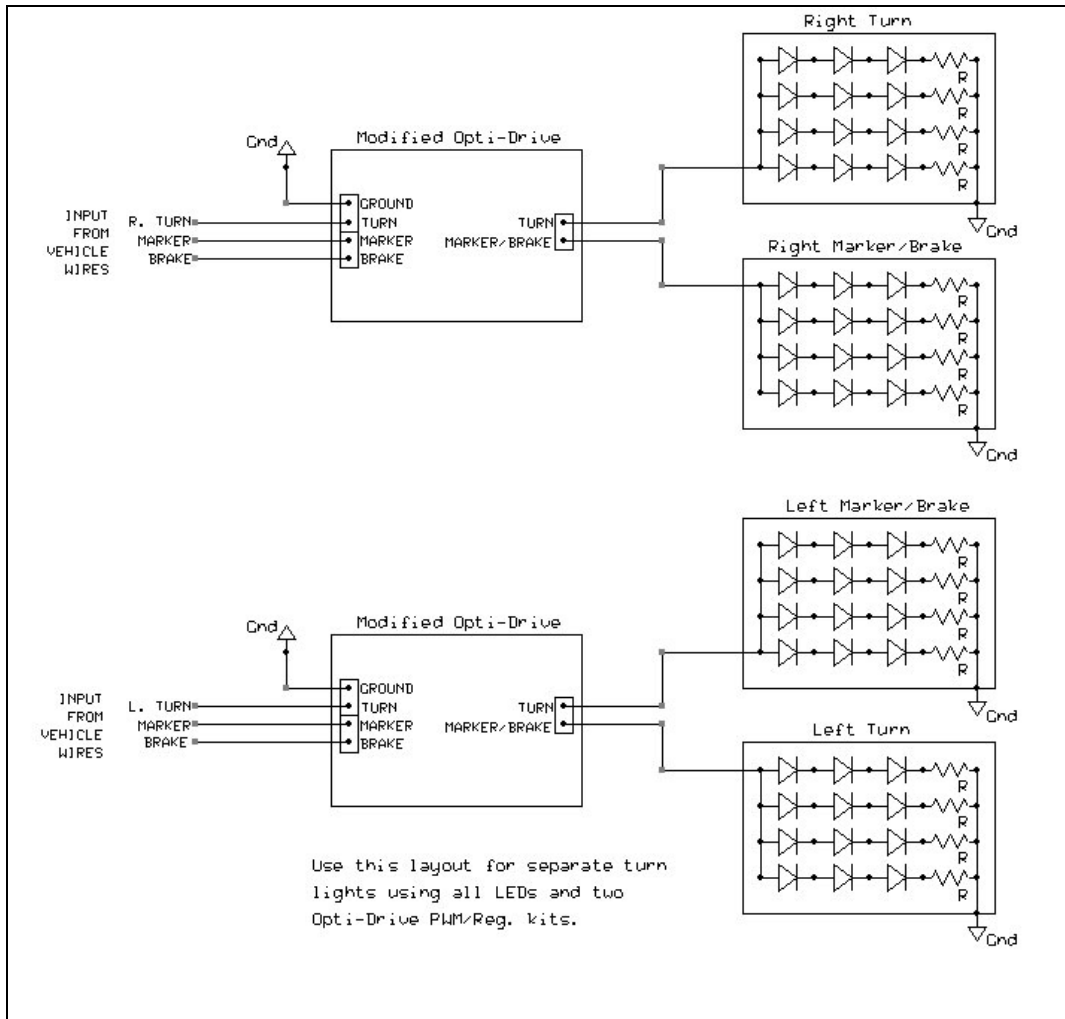 Right Turn
R
R
R
R
Gnd
Modified Opti-Drive
Gnd
INPUT
FROM
VEHICLE
WIRES
R. TURN
MARKER
BRAKE
GROUND
TURN
MARKER
BRAKE
TURN
MARKER/BRAKE
Right Marker/Brake
R
R
R
R
Gnd
Left Marker/Brake
R
R
R
R
Gnd
Modified Opti-Drive
Gnd
INPUT
FROM
VEHICLE
WIRES
L. TURN
MARKER
BRAKE
GROUND
TURN
MARKER
BRAKE
TURN
MARKER/BRAKE
Left Turn
R
R
R
R
Gnd
Use this layout for separate turn
lights using all LEDs and two
Opti-Drive PWM/Reg. kits.